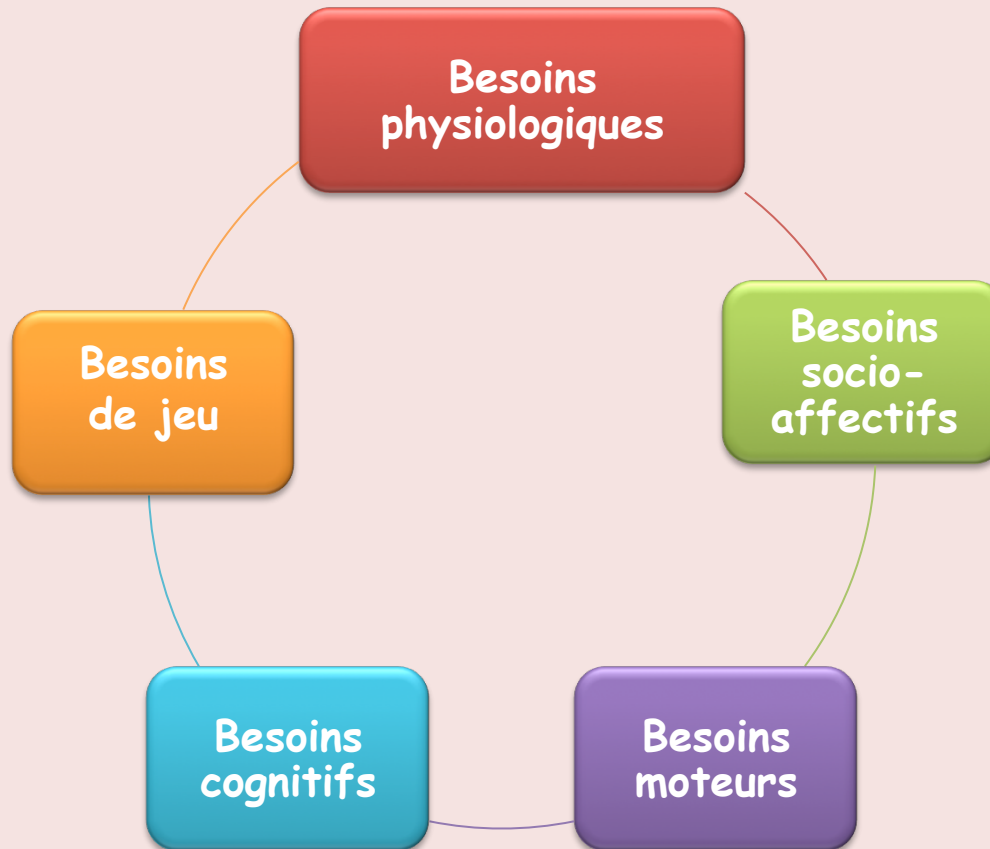 Besoins
physiologiques
Besoins
socio-
affectifs
Besoins
de jeu
Besoins
cognitifs
Besoins
moteurs